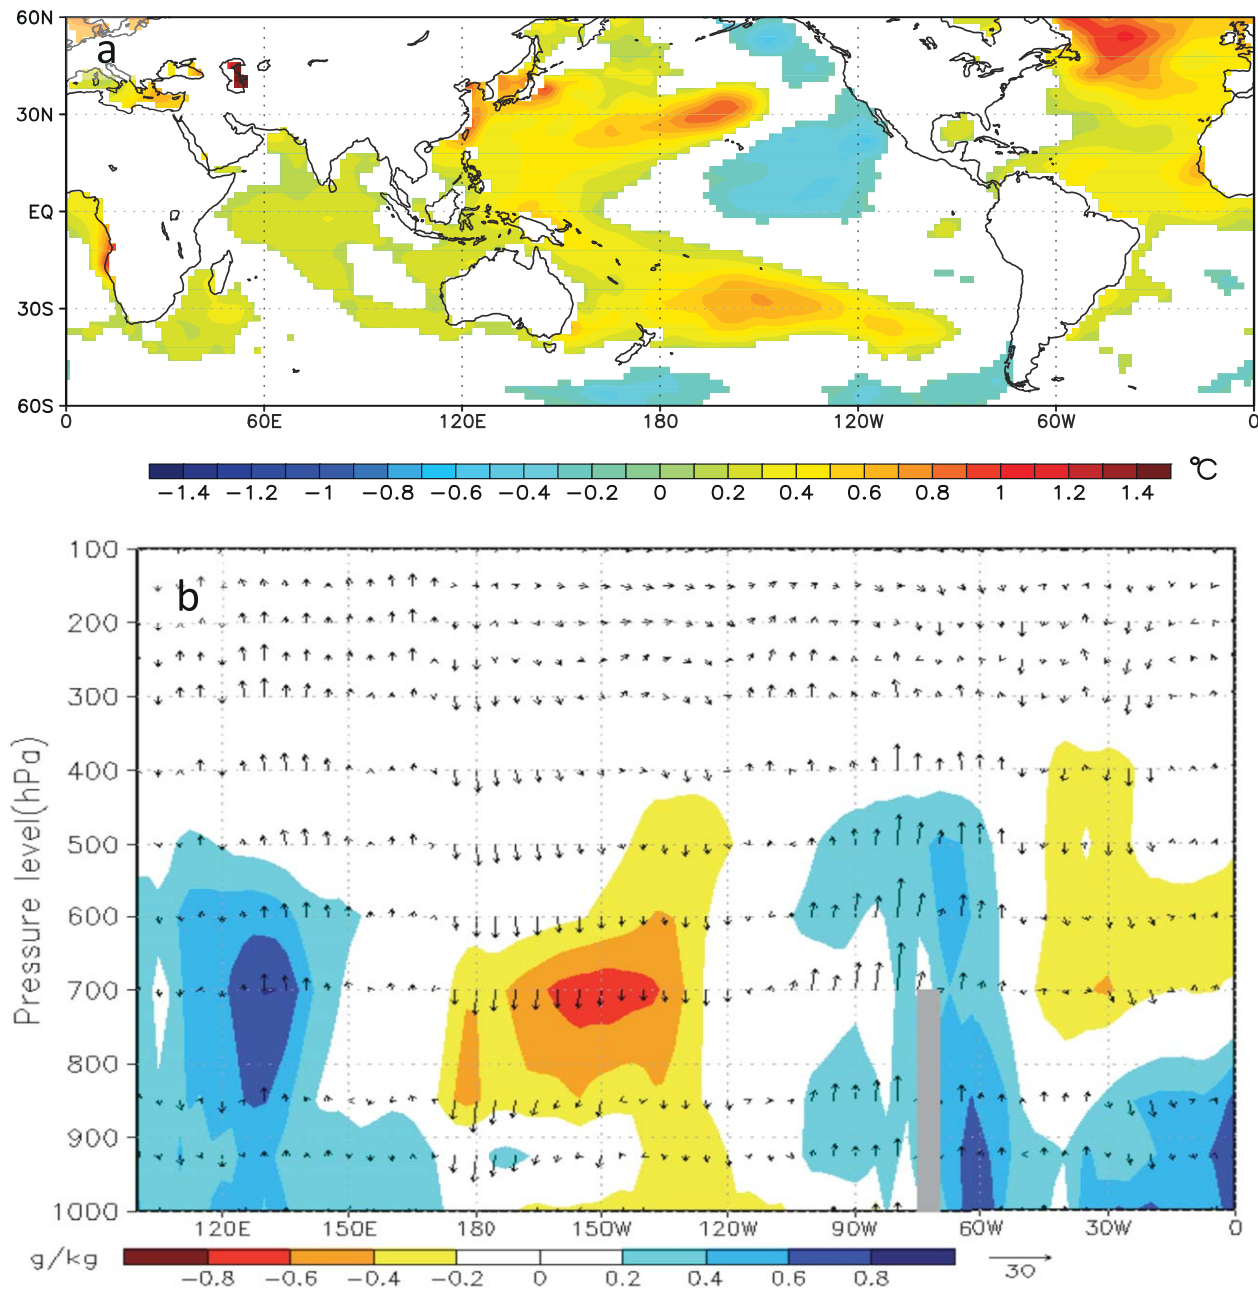 60N
a
30N
EQ
30S
60S
0 60E 120E 180 120W 60W 0
°C
−1.4 −1.2 −1 −0.8 −0.6 −0.4 −0.2 0 0.2 0.4 0.6 0.8 1 1.2 1.4
100
b
200
300
400
500
600
700
800
900
1000
Pressure level(hPa)
120E 150E 180 150W 120W 90W 60W 30W 0
g/kg
−0.8 −0.6 −0.4 −0.2 0 0.2 0.4 0.6 0.8
30